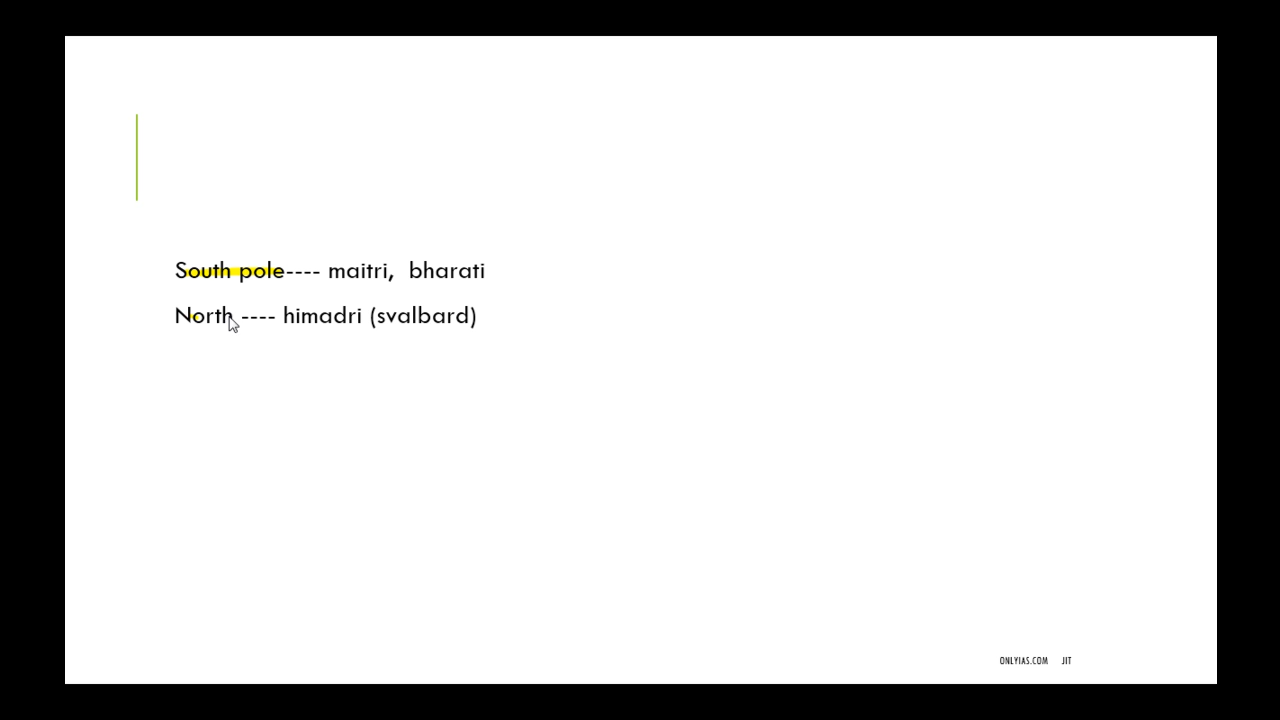 South pole---- maitri,  bharati
North ---- himadri (svalbard)
ONLYIAS.COM JIT